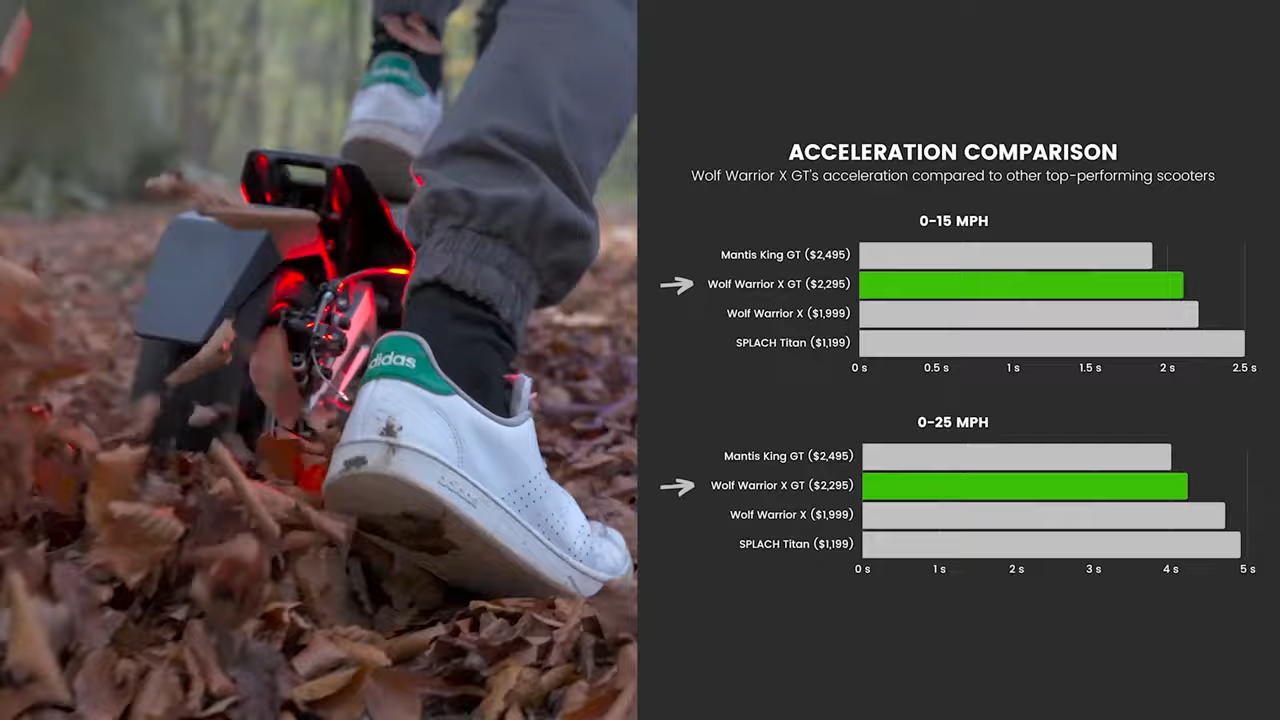 adidas
ACCELERATION COMPARISON
Wolf Warrior X GT's acceleration compared to other top-performing scooters
0-15 MPH
Mantis King GT ($2,495)
Wolf Warrior X GT ($2,295)
Wolf Warrior X ($1,999)
SPLACH Titan ($1,199)
0 s 0.5 s 1 s 1.5 s 2 s 2.5 s
0-25 MPH
Mantis King GT ($2,495)
Wolf Warrior X GT ($2,295)
Wolf Warrior X ($1,999)
SPLACH Titan ($1,199)
0 s 1 s 2 s 3 s 4 s 5 s